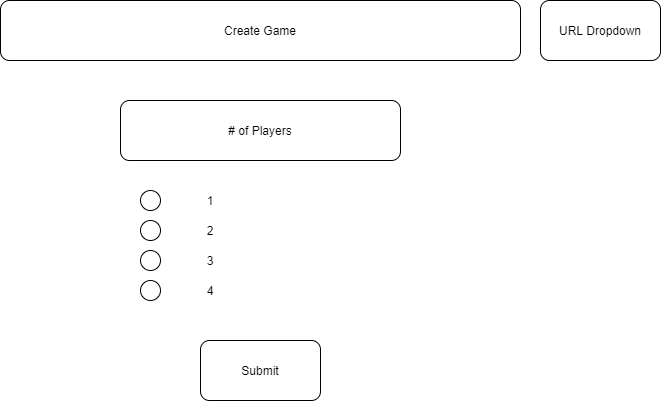 Create Game
URL Dropdown
# of Players
1
2
3
4
Submit